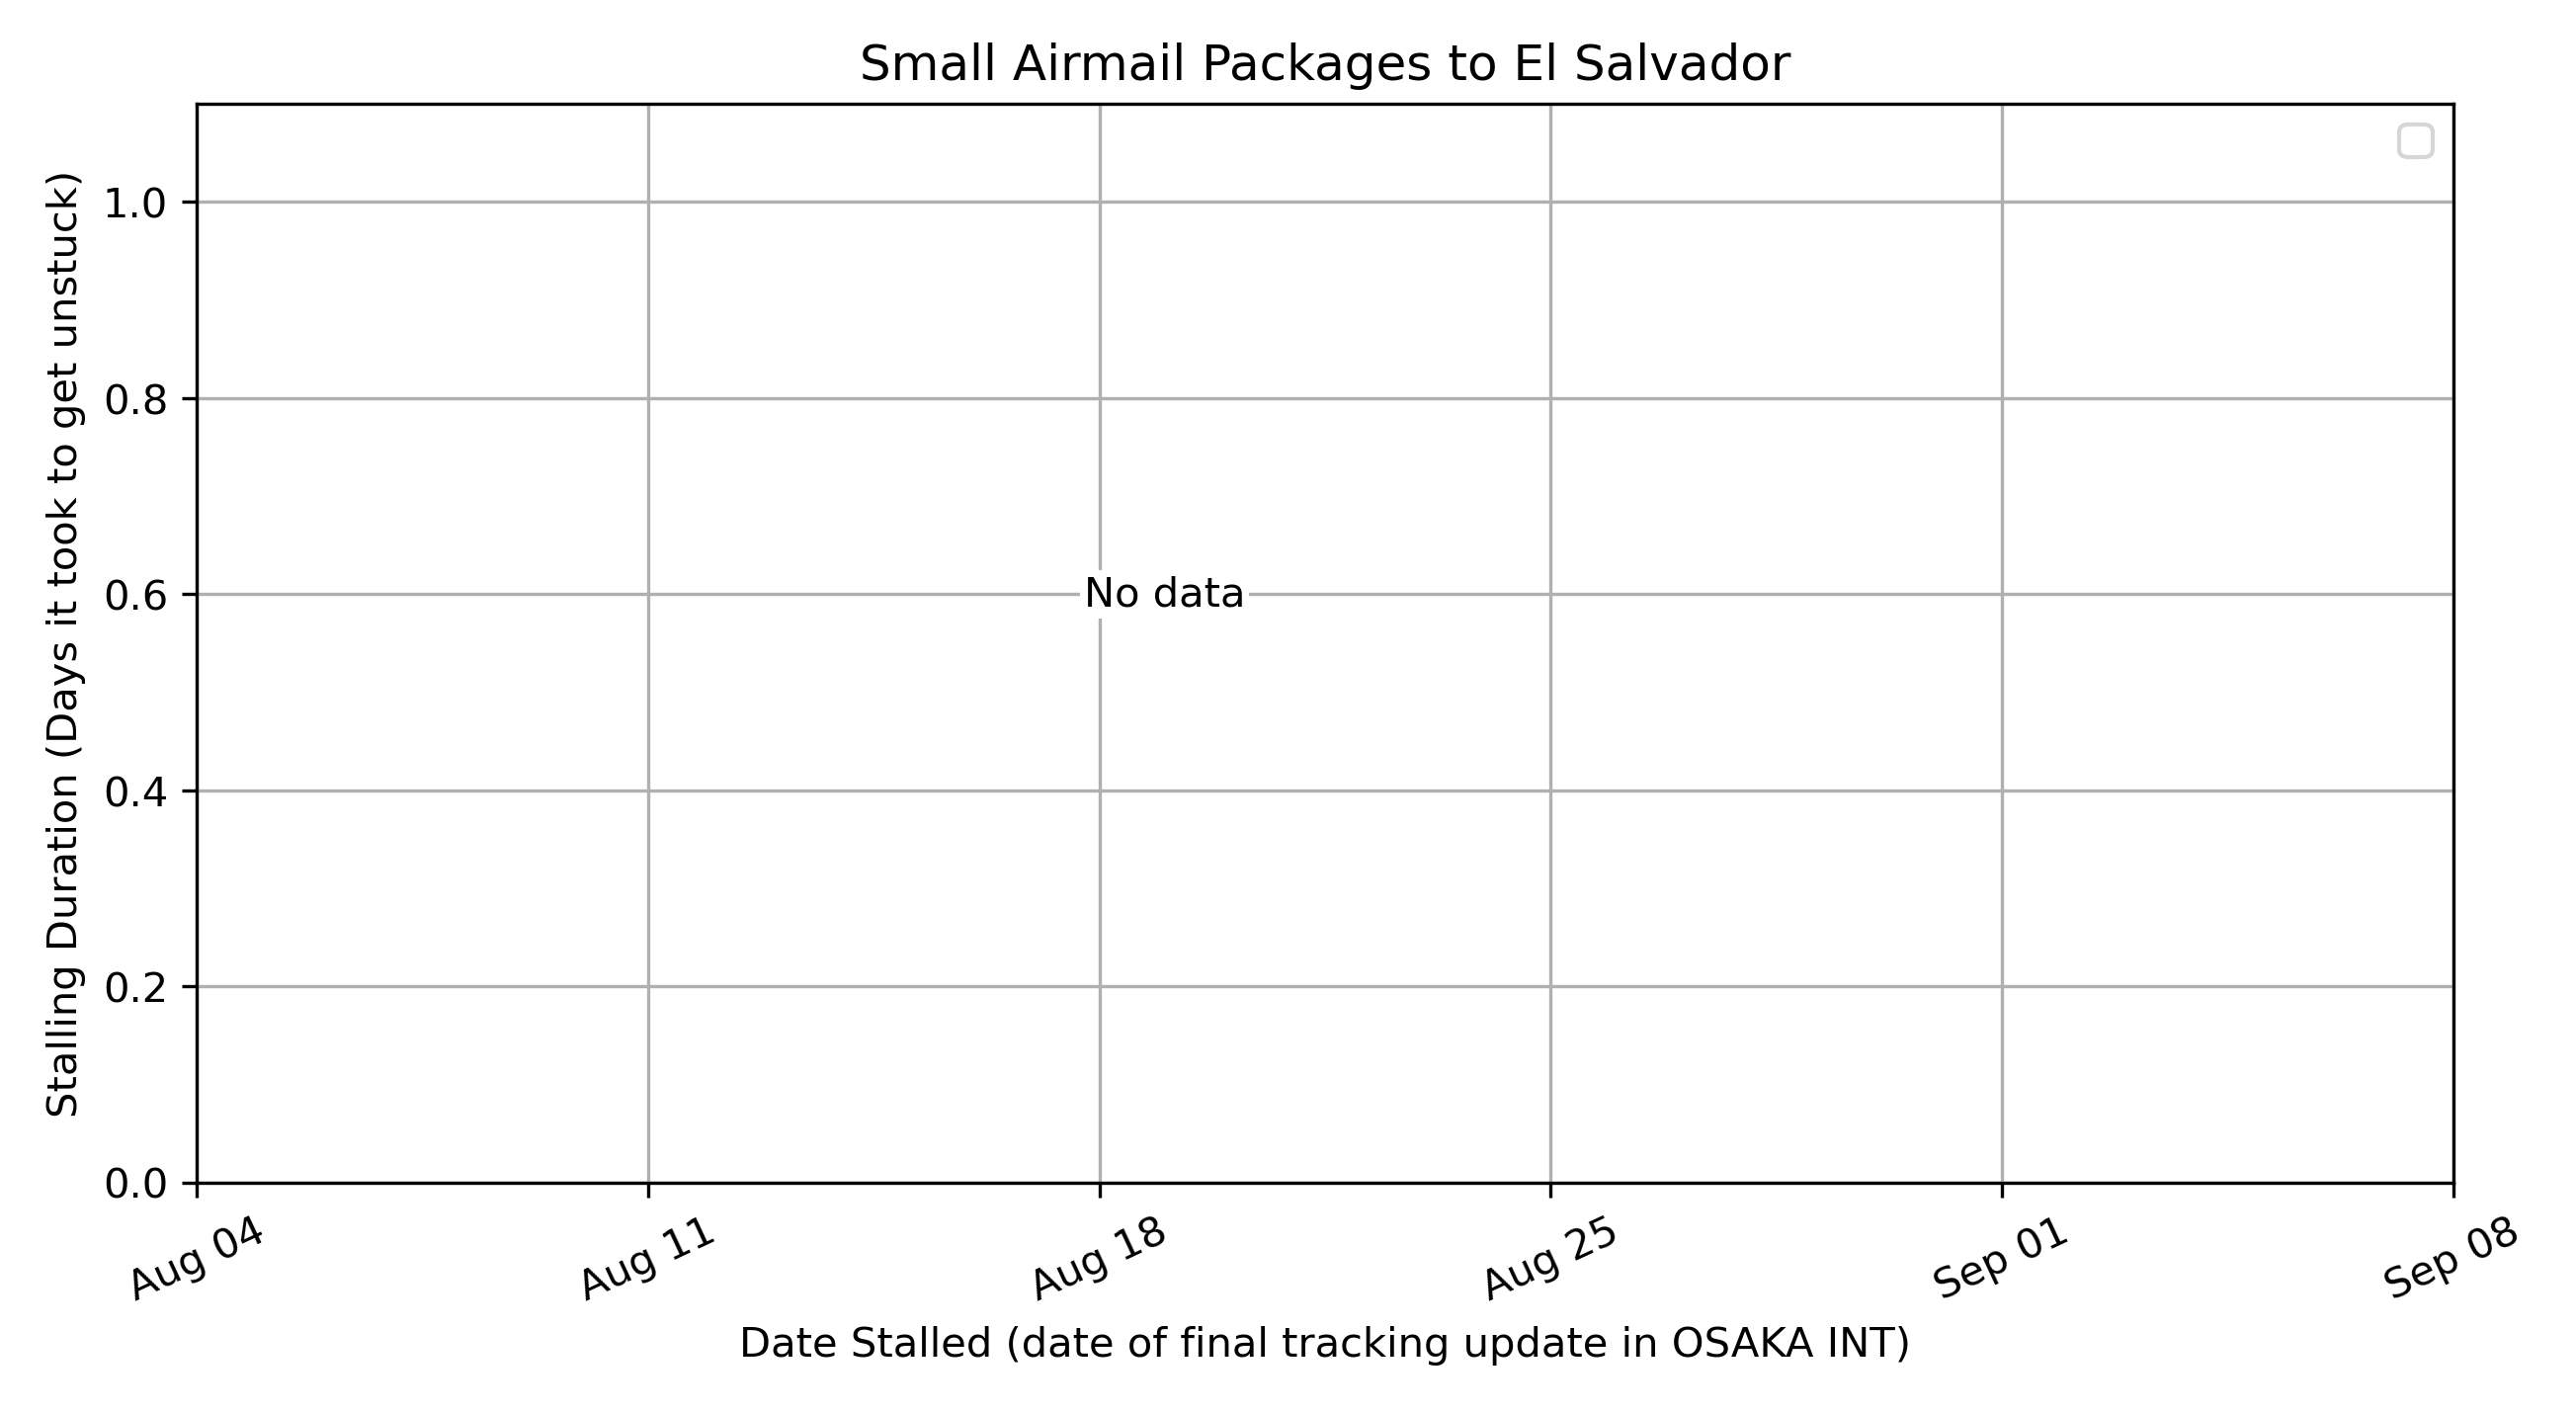 Small Airmail Packages to El Salvador
Stalling Duration (Days it took to get unstuck)
1.0
0.8
0.6
0.4
0.2
0.0
No data
Aug 04
Aug 11
Aug 18
Aug 25
Sep 01
Sep 08
Date Stalled (date of final tracking update in OSAKA INT)